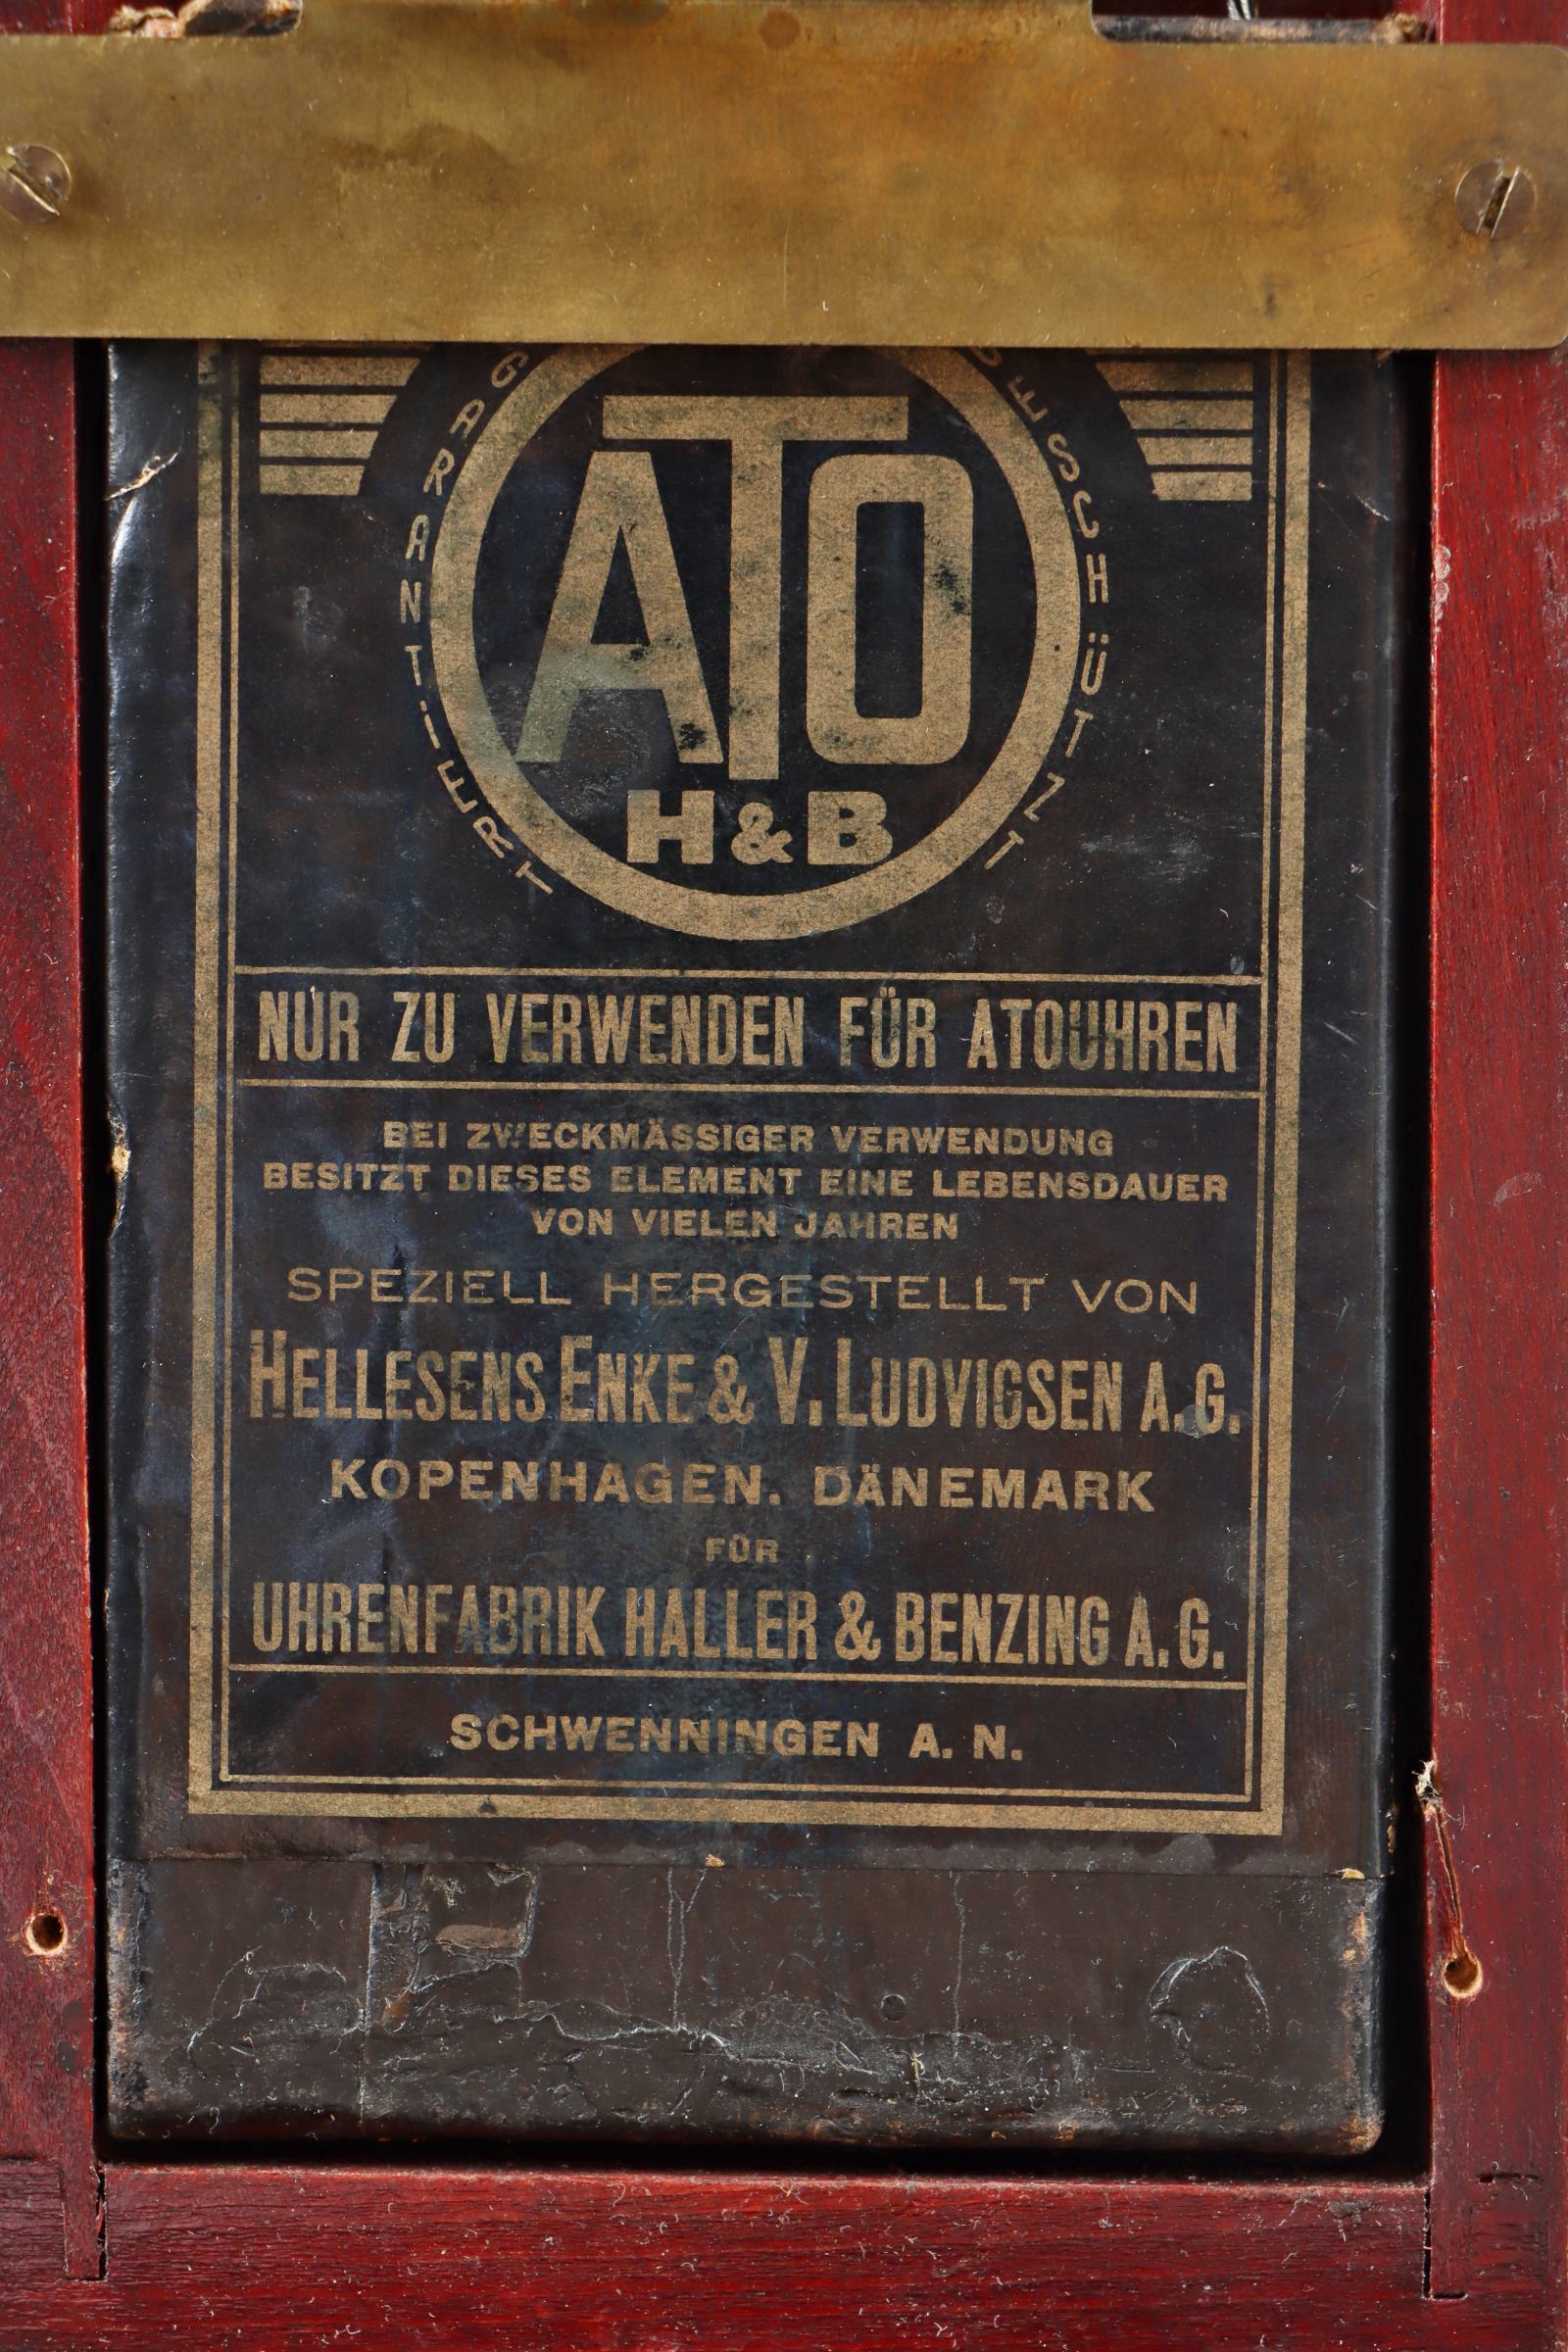 GARANTIERT
GESCHÜTZT
ATO
H&B
NUR ZU VERWENDEN FÜR ATOUHREN
BEI ZWECKMÄSSIGER VERWENDUNG
BESITZT DIESES ELEMENT EINE LEBENSDAUER
VON VIELEN JAHREN
SPEZIELL HERGESTELLT VON
HELLESENS ENKE & V. LUDVIGSEN A.G.
KOPENHAGEN. DÄNEMARK
FÜR
UHRENFABRIK HALLER & BENZING A.G.
SCHWENNINGEN A. N.